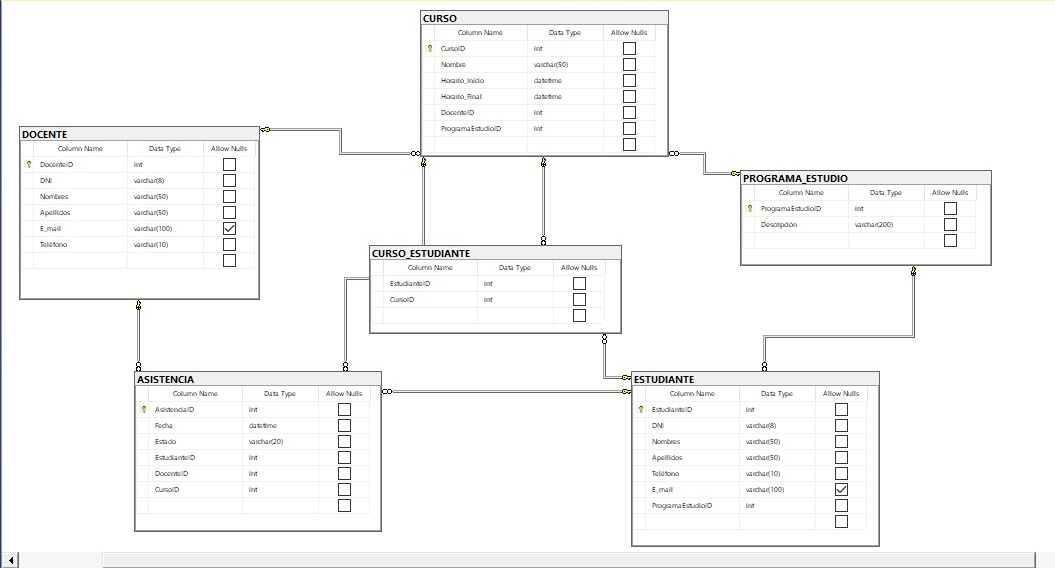 CURSO
Column Name Data Type Allow Nulls
CursoID int
Nombre varchar(50)
Horario_Inicio datetime
Horario_Final datetime
DocenteID int
ProgramaEstudioID int
DOCENTE
Column Name Data Type Allow Nulls
DocenteID int
DNI varchar(8)
Nombres varchar(50)
Apellidos varchar(50)
E_mail varchar(100)
Teléfono varchar(10)
PROGRAMA_ESTUDIO
Column Name Data Type Allow Nulls
ProgramaEstudioID int
Descripción varchar(200)
CURSO_ESTUDIANTE
Column Name Data Type Allow Nulls
EstudianteID int
CursoID int
ASISTENCIA
Column Name Data Type Allow Nulls
AsistenciaID int
Fecha datetime
Estado varchar(20)
EstudianteID int
DocenteID int
CursoID int
ESTUDIANTE
Column Name Data Type Allow Nulls
EstudianteID int
DNI varchar(8)
Nombres varchar(50)
Apellidos varchar(50)
Teléfono varchar(10)
E_mail varchar(100)
ProgramaEstudioID int